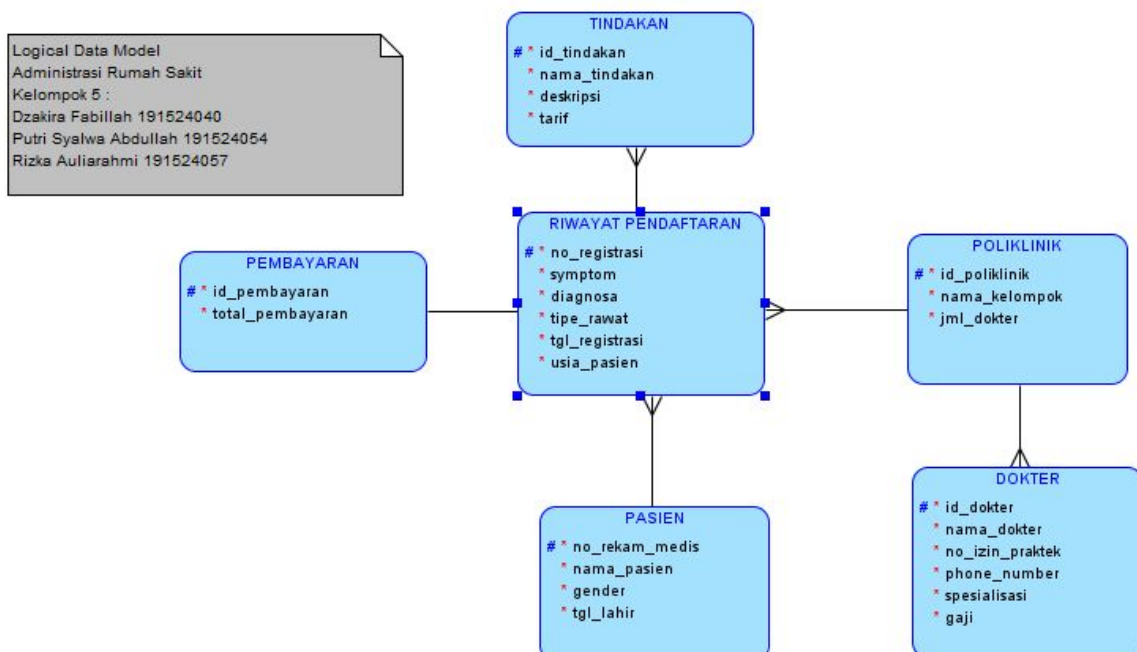 Logical Data Model
Administrasi Rumah Sakit
Kelompok 5 :
Dzakira Fabillah 191524040
Putri Syalwa Abdullah 191524054
Rizka Auliarahmi 191524057
TINDAKAN
# * id_tindakan
* nama_tindakan
* deskripsi
* tarif
PEMBAYARAN
# * id_pembayaran
* total_pembayaran
RIWAYAT PENDAFTARAN
# * no_registrasi
* symptom
* diagnosa
* tipe_rawat
* tgl_registrasi
* usia_pasien
POLIKLINIK
# * id_poliklinik
* nama_kelompok
* jml_dokter
PASIEN
# * no_rekam_medis
* nama_pasien
* gender
* tgl_lahir
DOKTER
# * id_dokter
* nama_dokter
* no_izin_praktek
* phone_number
* spesialisasi
* gaji